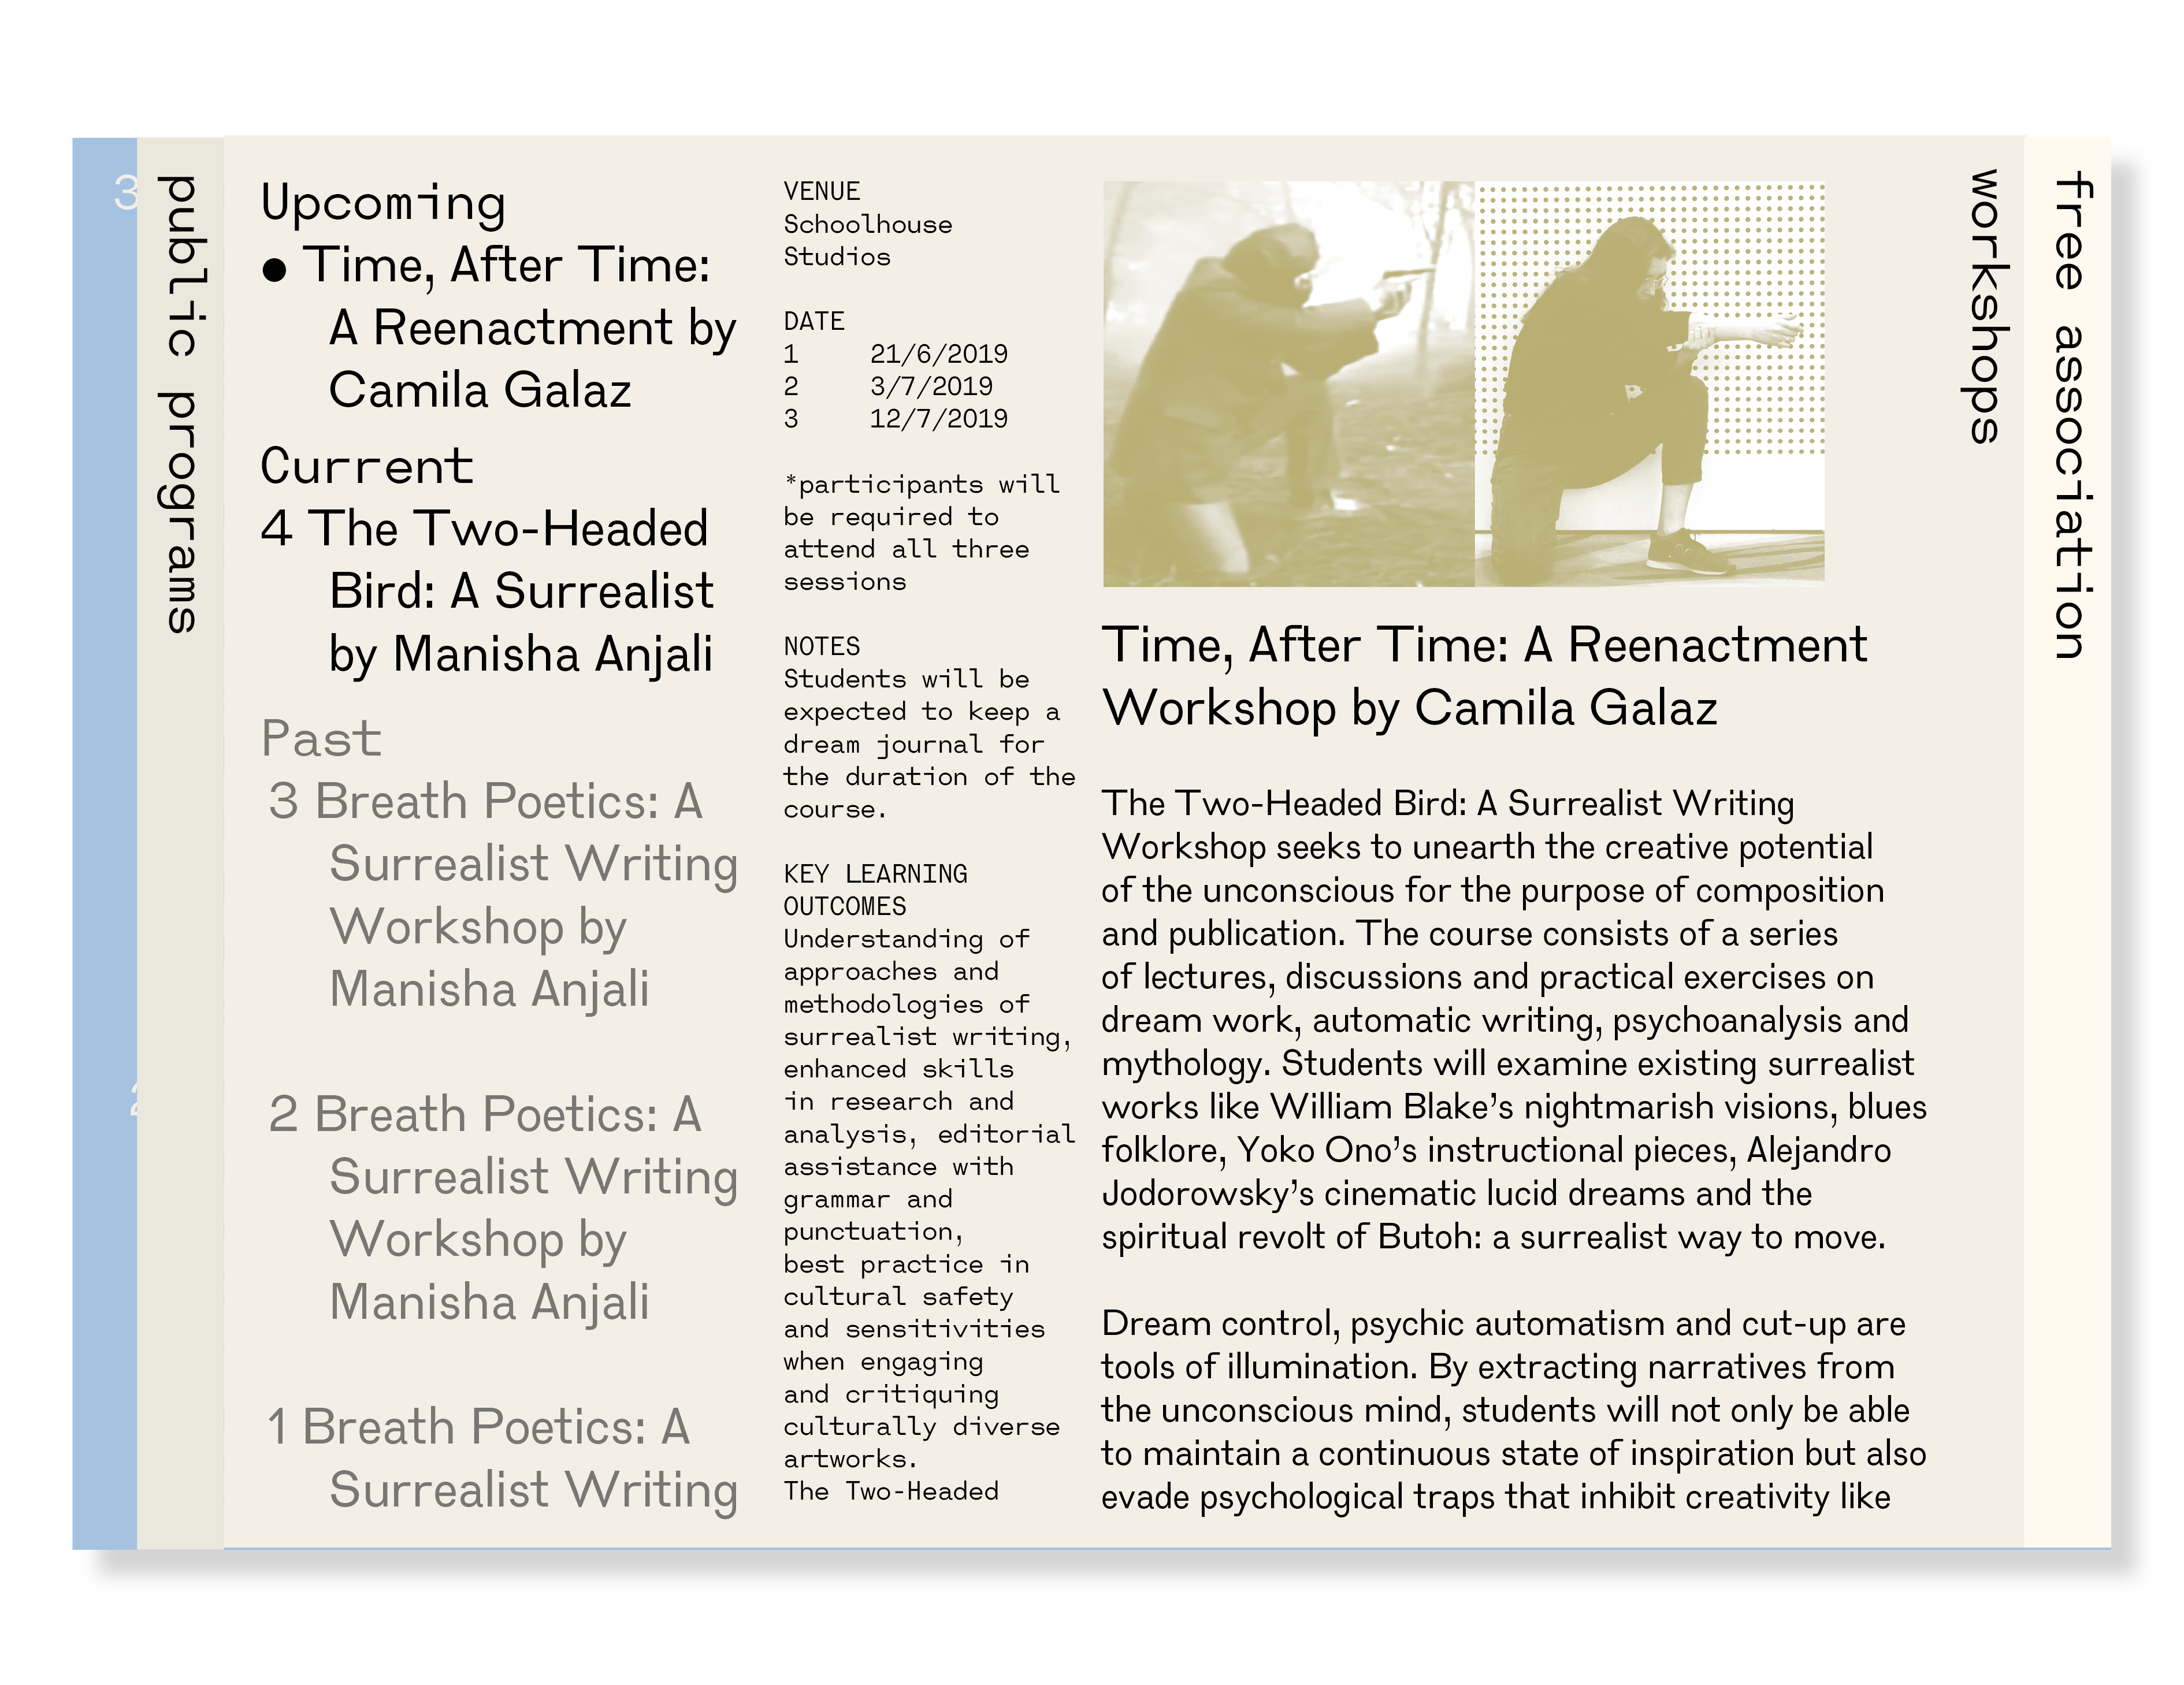 3
2
public programs
Upcoming
● Time, After Time:
A Reenactment by
Camila Galaz
Current
4 The Two-Headed
Bird: A Surrealist
by Manisha Anjali
Past
3 Breath Poetics: A
Surrealist Writing
Workshop by
Manisha Anjali
2 Breath Poetics: A
Surrealist Writing
Workshop by
Manisha Anjali
1 Breath Poetics: A
Surrealist Writing
VENUE
Schoolhouse
Studios
DATE
1 21/6/2019
2 3/7/2019
3 12/7/2019
*participants will
be required to
attend all three
sessions
NOTES
Students will be
expected to keep a
dream journal for
the duration of the
course.
KEY LEARNING
OUTCOMES
Understanding of
approaches and
methodologies of
surrealist writing,
enhanced skills
in research and
analysis, editorial
assistance with
grammar and
punctuation,
best practice in
cultural safety
and sensitivities
when engaging
and critiquing
culturally diverse
artworks.
The Two-Headed
Time, After Time: A Reenactment
Workshop by Camila Galaz
The Two-Headed Bird: A Surrealist Writing
Workshop seeks to unearth the creative potential
of the unconscious for the purpose of composition
and publication. The course consists of a series
of lectures, discussions and practical exercises on
dream work, automatic writing, psychoanalysis and
mythology. Students will examine existing surrealist
works like William Blake’s nightmarish visions, blues
folklore, Yoko Ono’s instructional pieces, Alejandro
Jodorowsky’s cinematic lucid dreams and the
spiritual revolt of Butoh: a surrealist way to move.
Dream control, psychic automatism and cut-up are
tools of illumination. By extracting narratives from
the unconscious mind, students will not only be able
to maintain a continuous state of inspiration but also
evade psychological traps that inhibit creativity like
workshops
free association